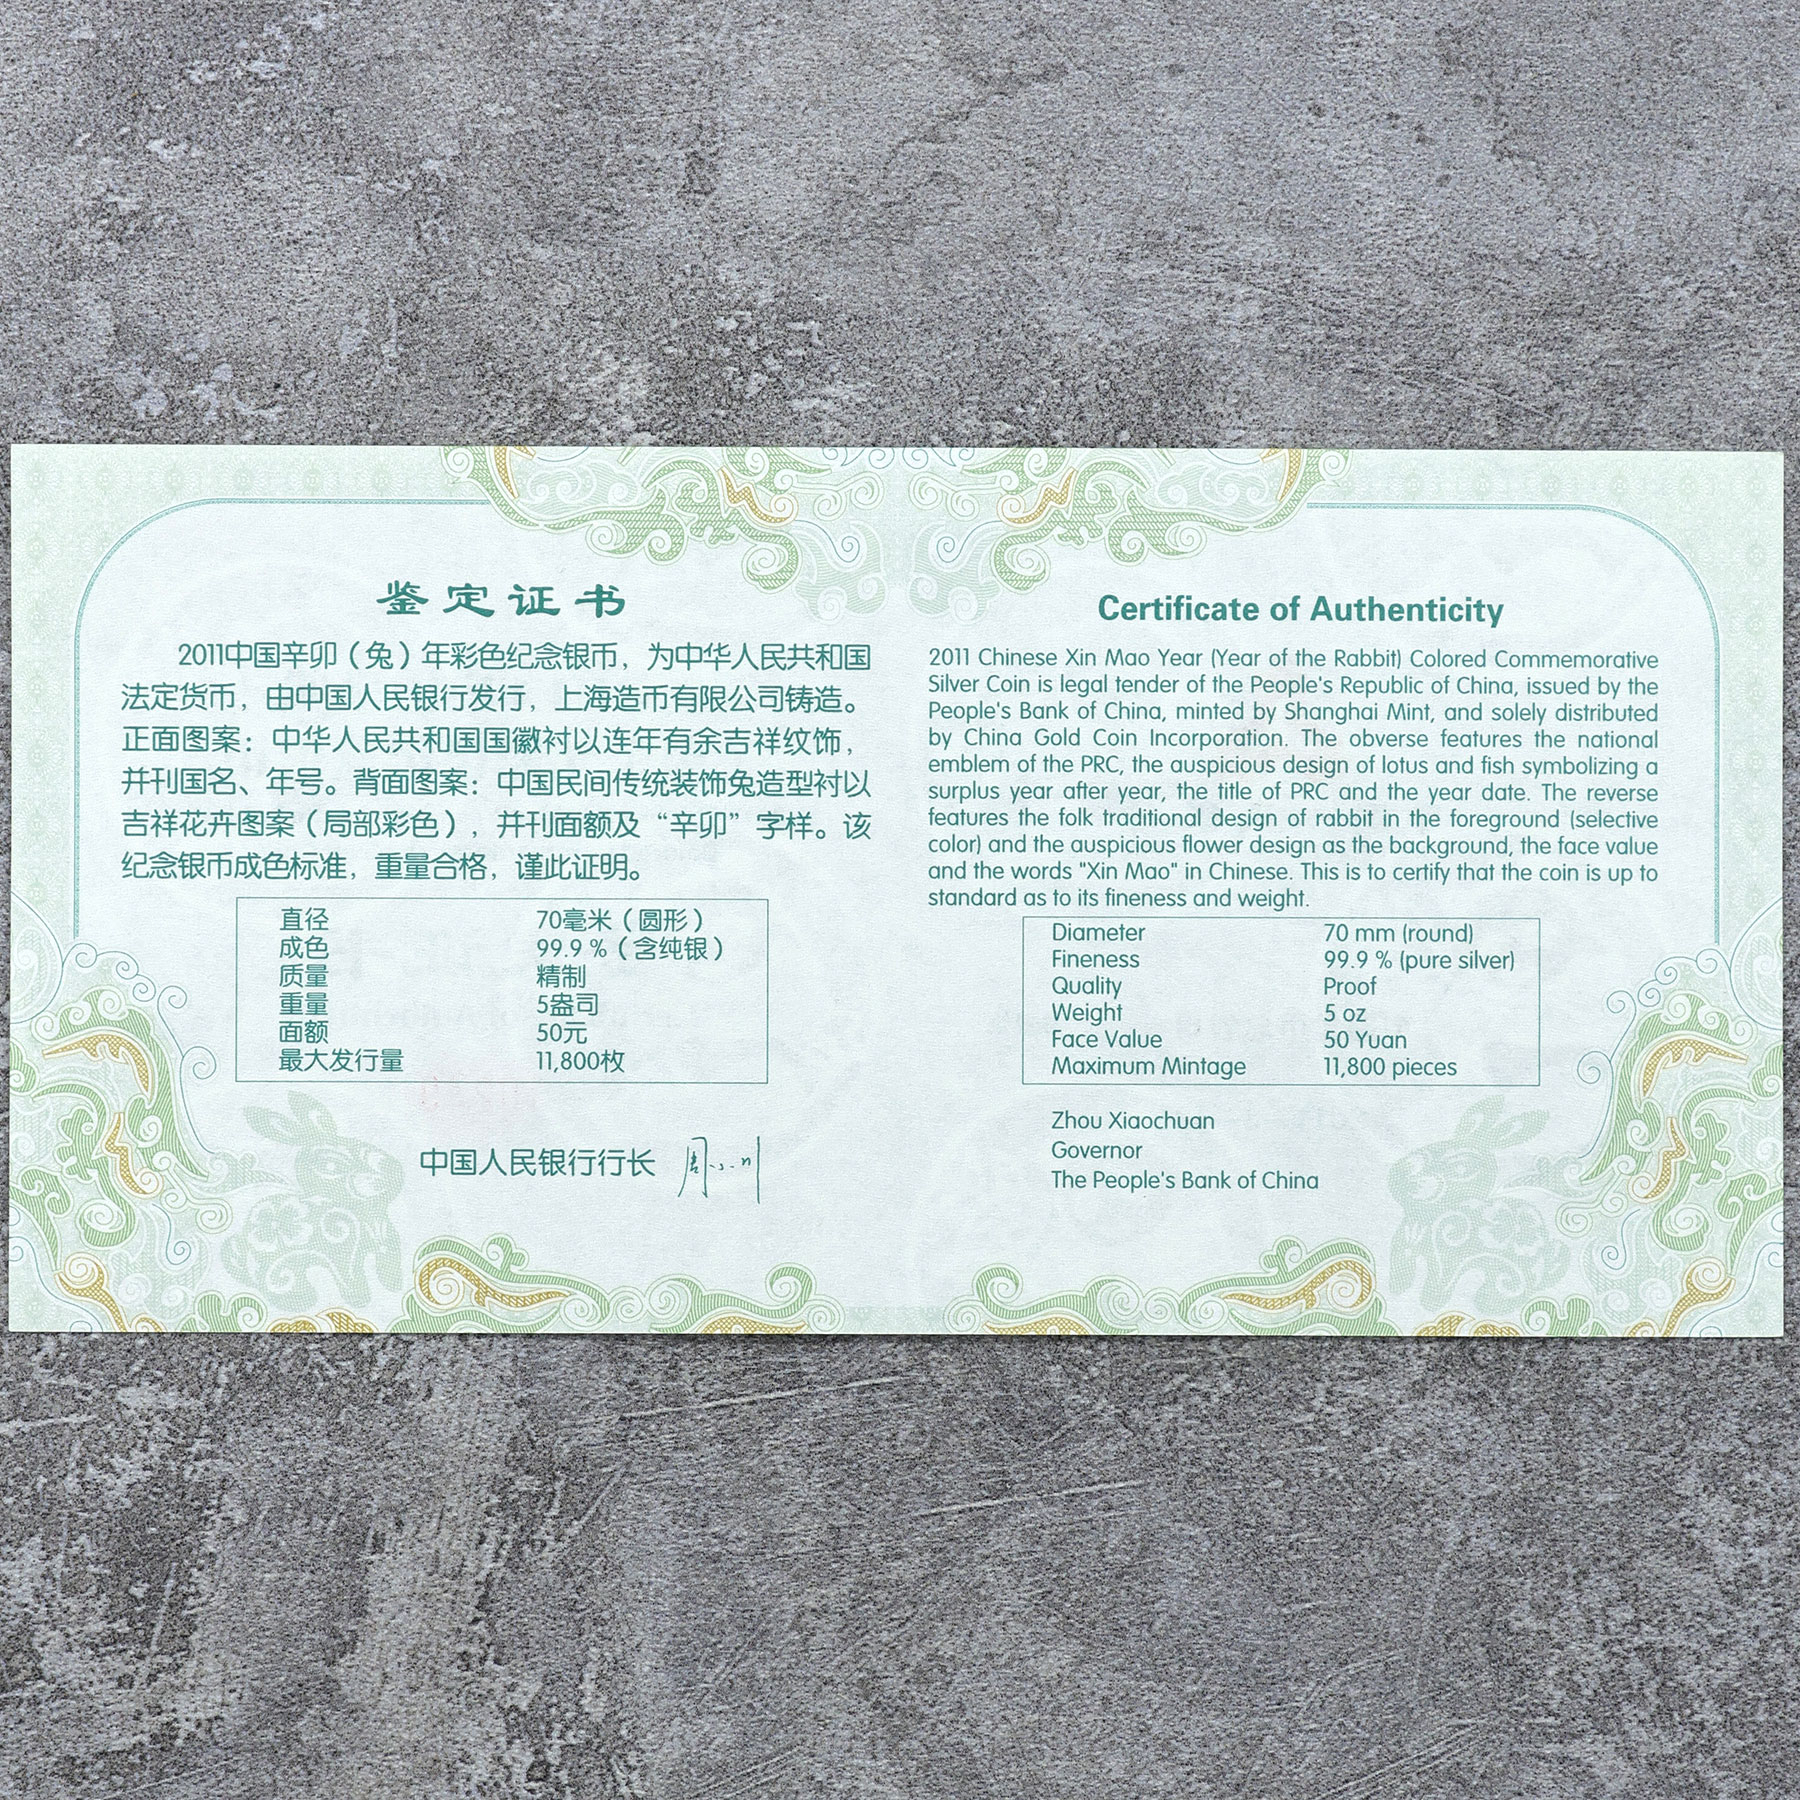 鉴定证书
2011中国辛卯（兔）年彩色纪念银币，为中华人民共和国
法定货币，由中国人民银行发行，上海造币有限公司铸造。
正面图案：中华人民共和国国徽衬以连年有余吉祥纹饰，
并刊国名、年号。背面图案：中国民间传统装饰兔造型衬以
吉祥花卉图案（局部彩色），并刊面额及“辛卯”字样。该
纪念银币成色标准，重量合格，谨此证明。
直径 70毫米（圆形）
成色 99.9 %（含纯银）
质量 精制
重量 5盎司
面额 50元
最大发行量 11,800枚
中国人民银行行长 周小川
Certificate of Authenticity
2011 Chinese Xin Mao Year (Year of the Rabbit) Colored Commemorative
Silver Coin is legal tender of the People's Republic of China, issued by the
People's Bank of China, minted by Shanghai Mint, and solely distributed
by China Gold Coin Incorporation. The obverse features the national
emblem of the PRC, the auspicious design of lotus and fish symbolizing a
surplus year after year, the title of PRC and the year date. The reverse
features the folk traditional design of rabbit in the foreground (selective
color) and the auspicious flower design as the background, the face value
and the words "Xin Mao" in Chinese. This is to certify that the coin is up to
standard as to its fineness and weight.
Diameter 70 mm (round)
Fineness 99.9 % (pure silver)
Quality Proof
Weight 5 oz
Face Value 50 Yuan
Maximum Mintage 11,800 pieces
Zhou Xiaochuan
Governor
The People's Bank of China